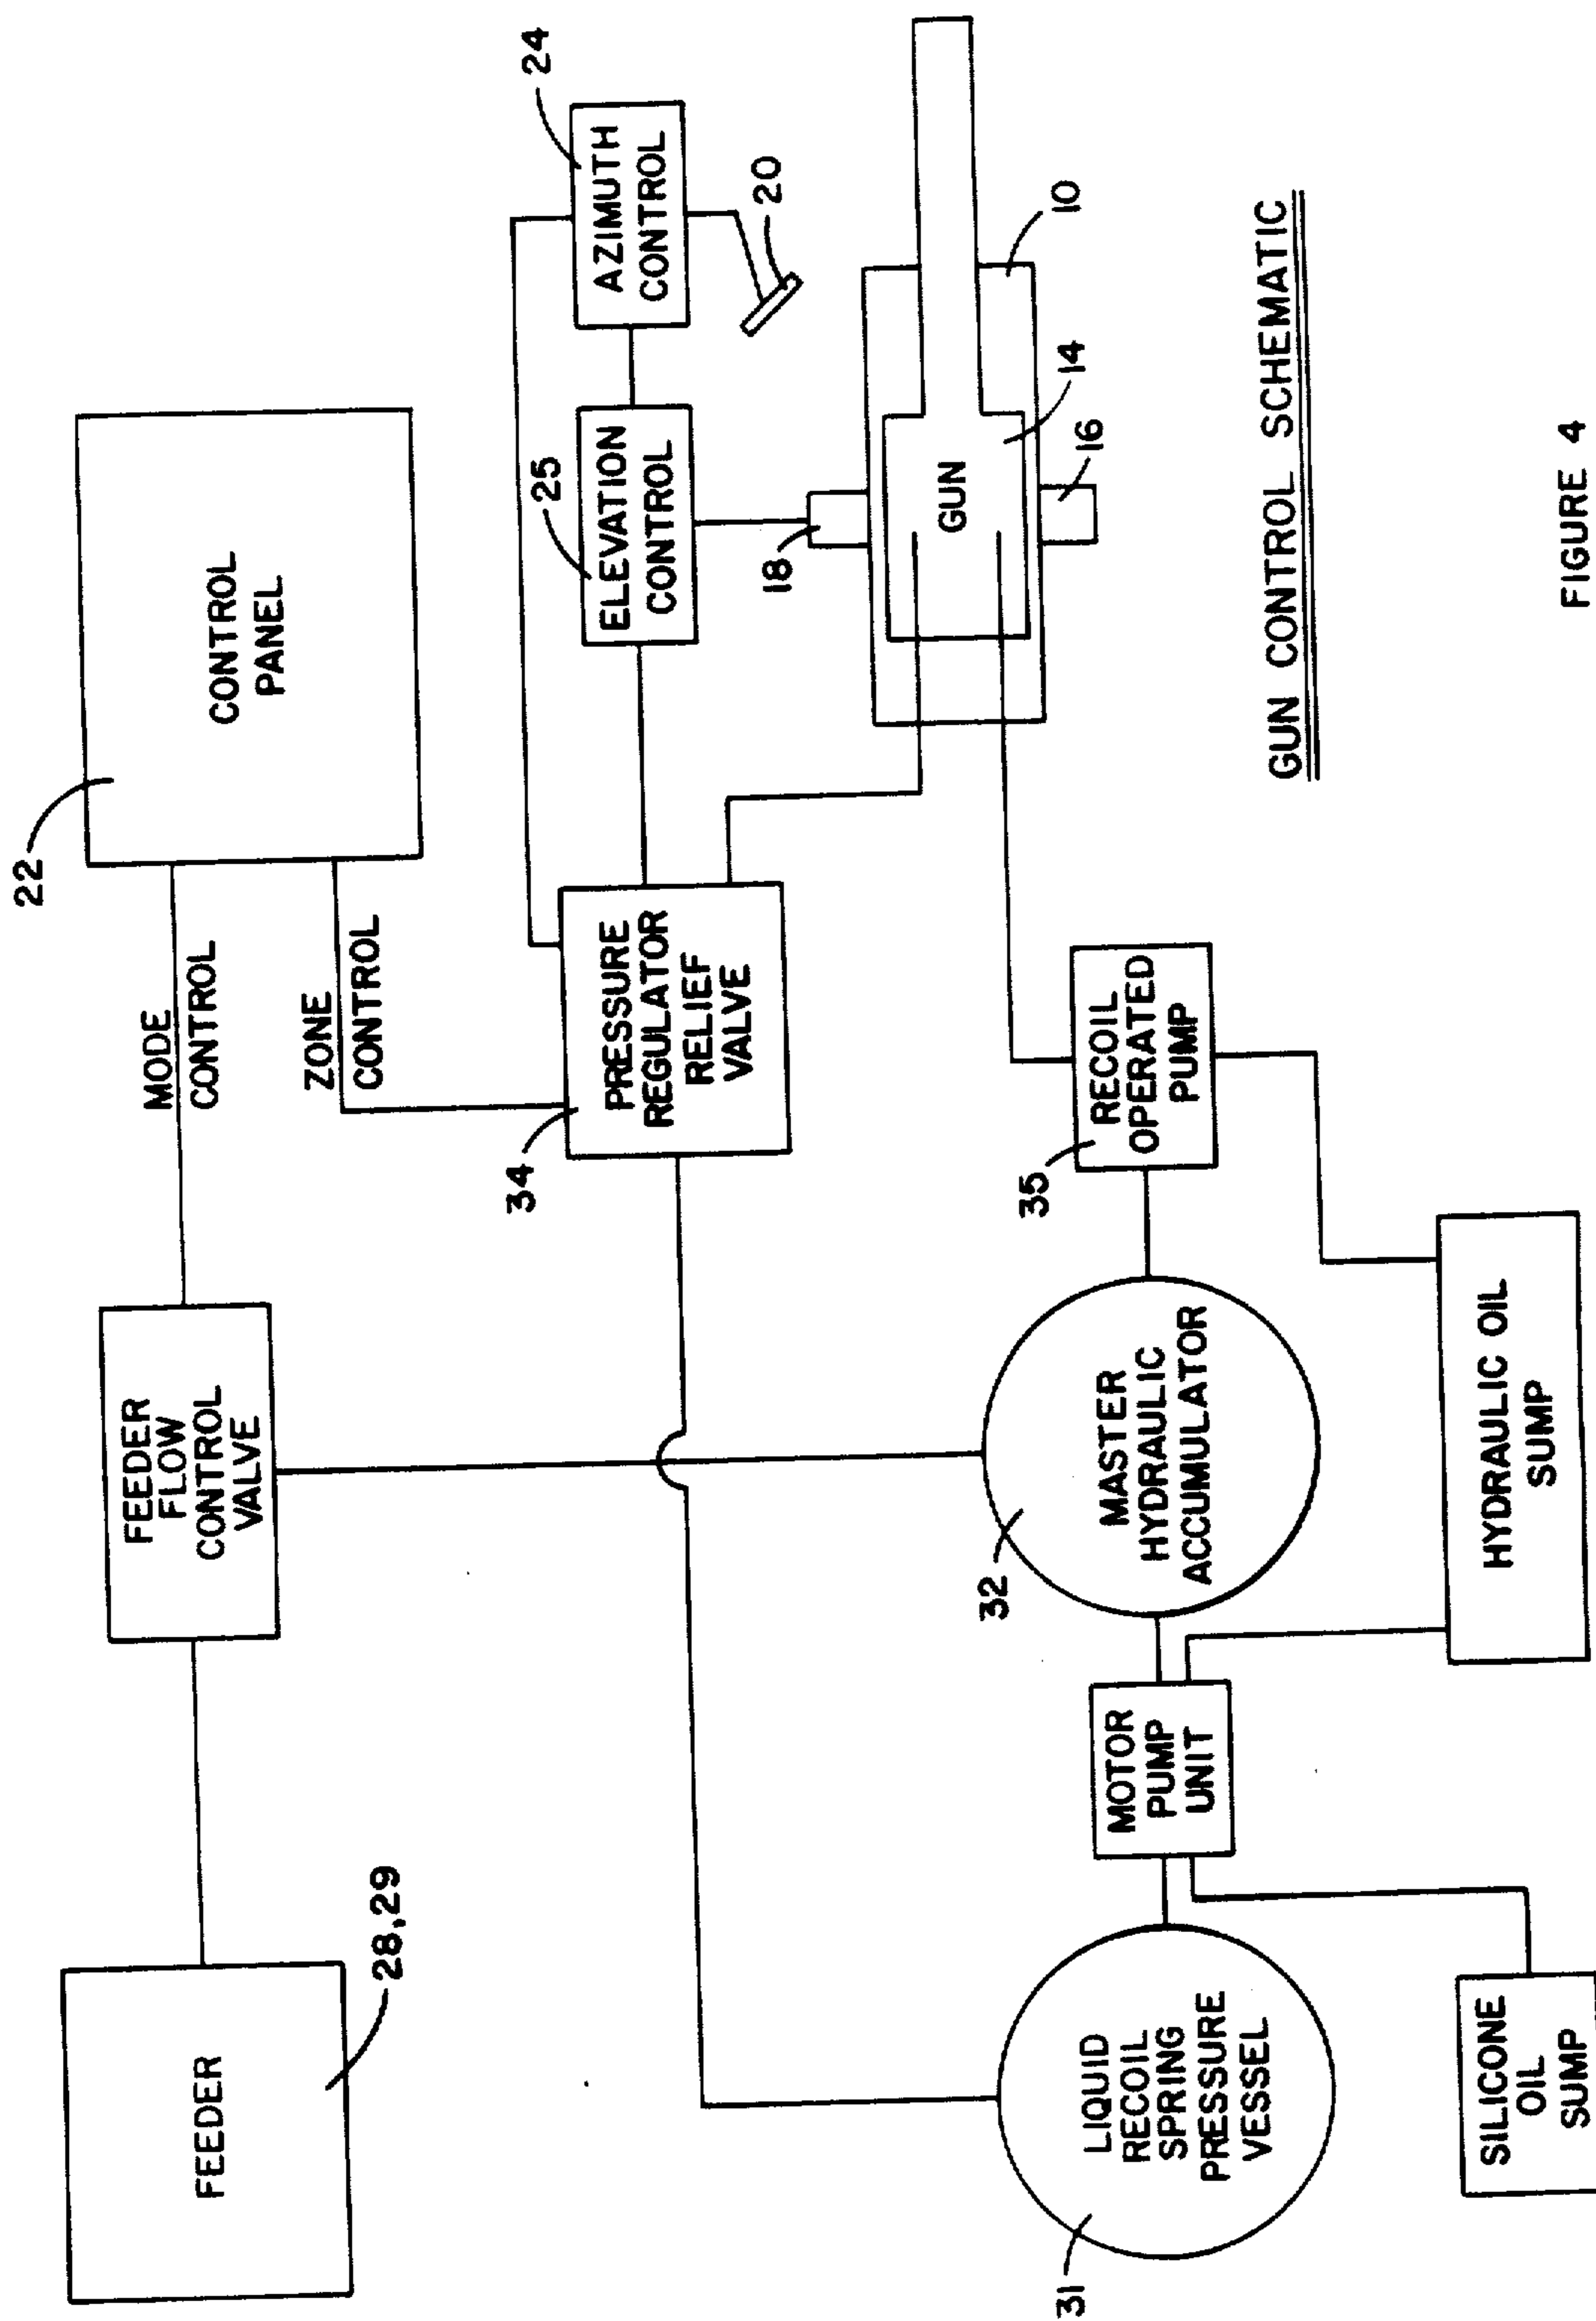 22
CONTROL
PANEL
MODE
CONTROL
ZONE
CONTROL
FEEDER
FLOW
CONTROL
VALVE
FEEDER
28,29
24
AZIMUTH
CONTROL
20
25
ELEVATION
CONTROL
18
34
PRESSURE
REGULATOR
RELIEF
VALVE
10
14
16
GUN
35
RECOIL
OPERATED
PUMP
32
MASTER
HYDRAULIC
ACCUMULATOR
MOTOR
PUMP
UNIT
31
LIQUID
RECOIL
SPRING
PRESSURE
VESSEL
HYDRAULIC OIL
SUMP
SILICONE
OIL
SUMP
GUN CONTROL SCHEMATIC
FIGURE 4